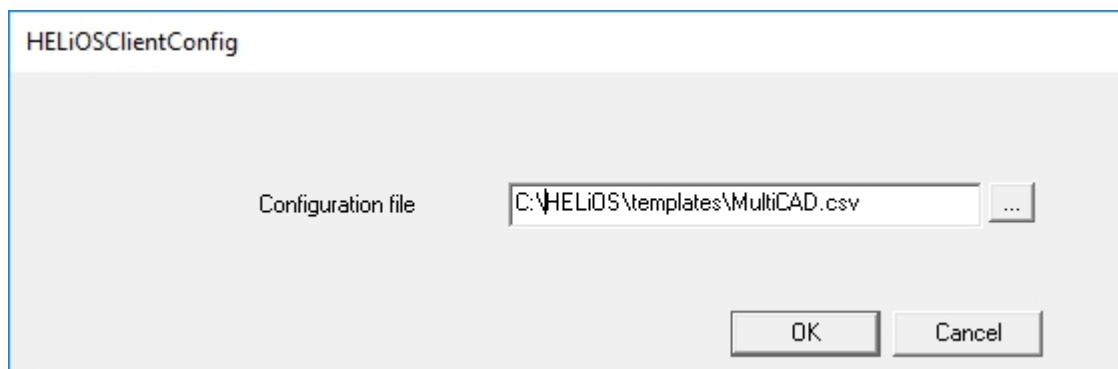 HELiOSClientConfig
Configuration file C:\HELiOS\templates\MultiCAD.csv ...
OK Cancel